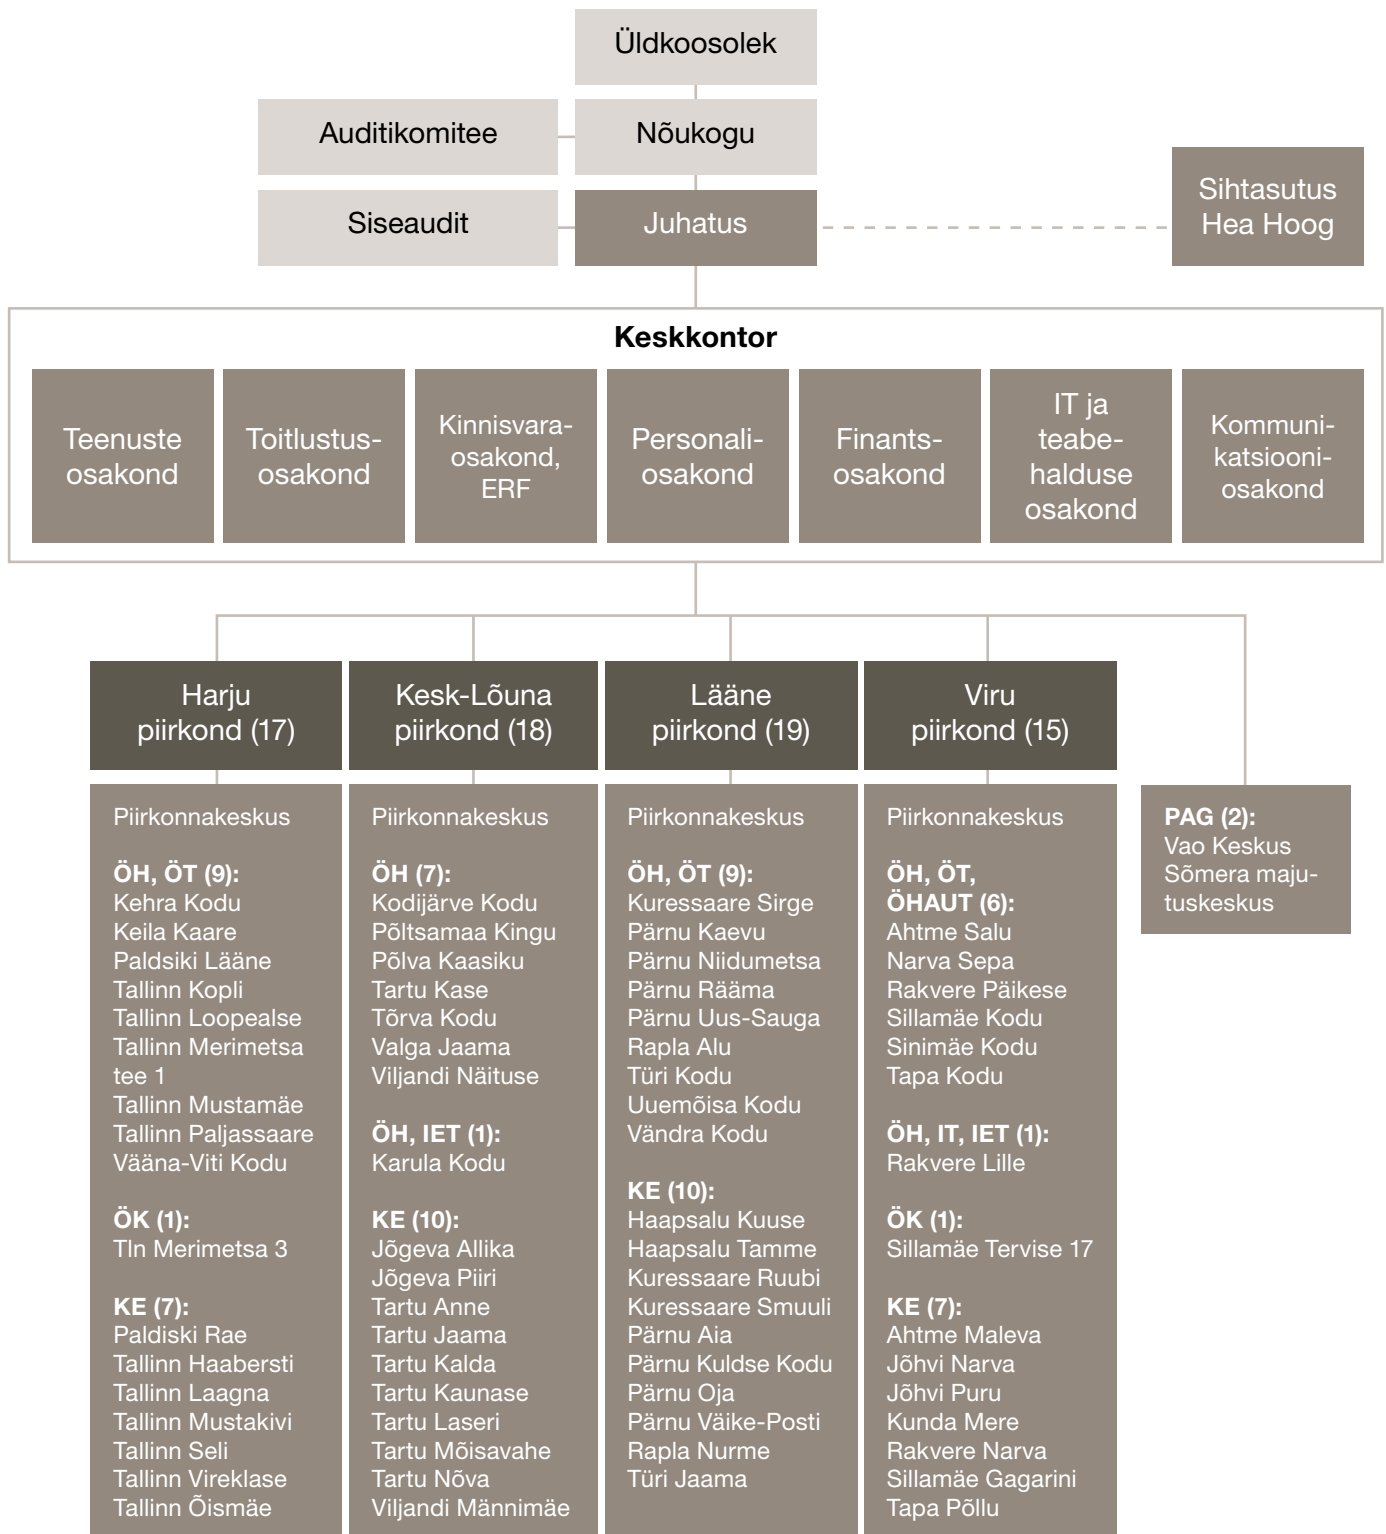 Üldkoosolek
Auditikomitee
Nõukogu
Siseaudit
Juhatus
Sihtasutus
Hea Hoog
Keskkontor
Teenuste
osakond
Toitlustus-
osakond
Kinnisvara-
osakond,
ERF
Personali-
osakond
Finants-
osakond
IT ja
teabe-
halduse
osakond
Kommuni-
katsiooni-
osakond
Harju
piirkond (17)
Piirkonnakeskus
ÖH, ÖT (9):
Kehra Kodu
Keila Kaare
Paldsiki Lääne
Tallinn Kopli
Tallinn Loopealse
Tallinn Merimetsa
tee 1
Tallinn Mustamäe
Tallinn Paljassaare
Vääna-Viti Kodu
ÖK (1):
Tln Merimetsa 3
KE (7):
Paldiski Rae
Tallinn Haabersti
Tallinn Laagna
Tallinn Mustakivi
Tallinn Seli
Tallinn Vireklase
Tallinn Õismäe
Kesk-Lõuna
piirkond (18)
Piirkonnakeskus
ÖH (7):
Kodijärve Kodu
Põltsamaa Kingu
Põlva Kaasiku
Tartu Kase
Tõrva Kodu
Valga Jaama
Viljandi Näituse
ÖH, IET (1):
Karula Kodu
KE (10):
Jõgeva Allika
Jõgeva Piiri
Tartu Anne
Tartu Jaama
Tartu Kalda
Tartu Kaunase
Tartu Laseri
Tartu Mõisavahe
Tartu Nõva
Viljandi Männimäe
Lääne
piirkond (19)
Piirkonnakeskus
ÖH, ÖT (9):
Kuressaare Sirge
Pärnu Kaevu
Pärnu Niidumetsa
Pärnu Rääma
Pärnu Uus-Sauga
Rapla Alu
Türi Kodu
Uuemõisa Kodu
Vändra Kodu
KE (10):
Haapsalu Kuuse
Haapsalu Tamme
Kuressaare Ruubi
Kuressaare Smuuli
Pärnu Aia
Pärnu Kuldse Kodu
Pärnu Oja
Pärnu Väike-Posti
Rapla Nurme
Türi Jaama
Viru
piirkond (15)
Piirkonnakeskus
ÖH, ÖT,
ÖHAUT (6):
Ahtme Salu
Narva Sepa
Rakvere Päikese
Sillamäe Kodu
Sinimäe Kodu
Tapa Kodu
ÖH, IT, IET (1):
Rakvere Lille
ÖK (1):
Sillamäe Tervise 17
KE (7):
Ahtme Maleva
Jõhvi Narva
Jõhvi Puru
Kunda Mere
Rakvere Narva
Sillamäe Gagarini
Tapa Põllu
PAG (2):
Vao Keskus
Sõmera maju-
tuskeskus